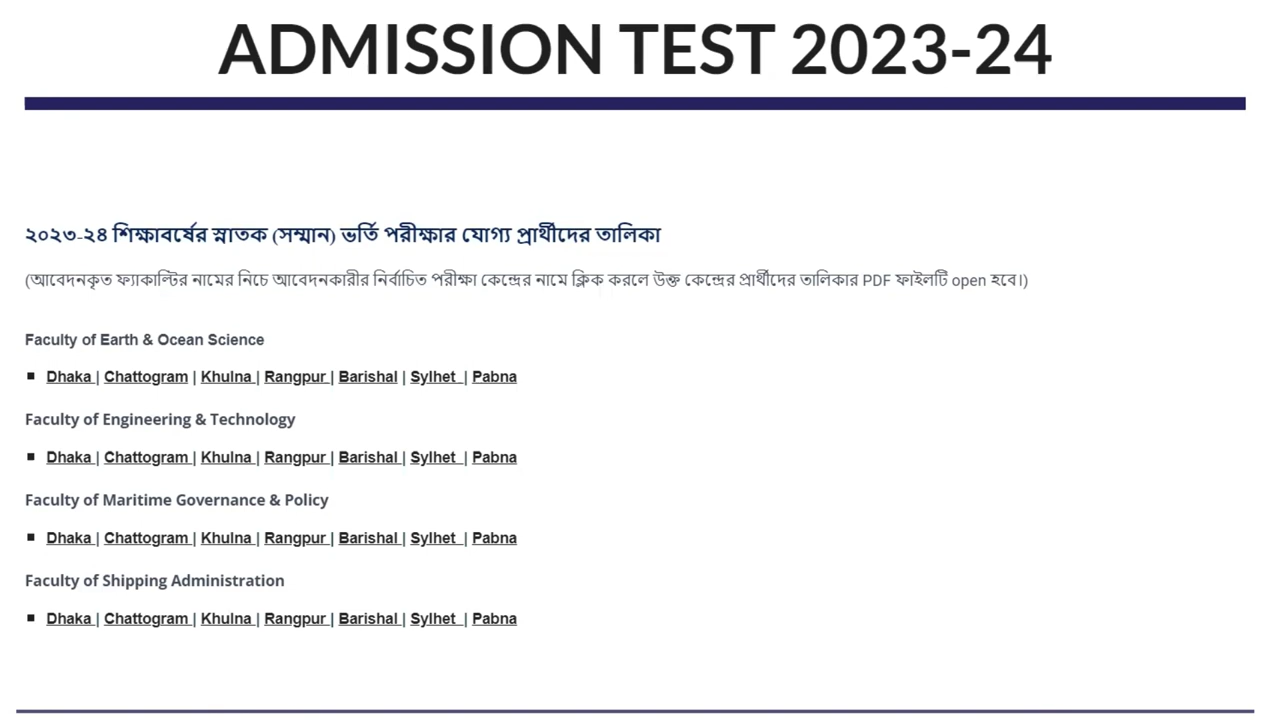 ADMISSION TEST 2023-24
২০২৩-২৪ শিক্ষাবর্ষের স্নাতক (সম্মান) ভর্তি পরীক্ষার যোগ্য প্রার্থীদের তালিকা
(আবেদনকৃত ফ্যাকাল্টির নামের নিচে আবেদনকারীর নির্বাচিত পরীক্ষা কেন্দ্রের নামে ক্লিক করলে উক্ত কেন্দ্রের প্রার্থীদের তালিকার PDF ফাইলটি open হবে।)
Faculty of Earth & Ocean Science
▪ Dhaka | Chattogram | Khulna | Rangpur | Barishal | Sylhet | Pabna
Faculty of Engineering & Technology
▪ Dhaka | Chattogram | Khulna | Rangpur | Barishal | Sylhet | Pabna
Faculty of Maritime Governance & Policy
▪ Dhaka | Chattogram | Khulna | Rangpur | Barishal | Sylhet | Pabna
Faculty of Shipping Administration
▪ Dhaka | Chattogram | Khulna | Rangpur | Barishal | Sylhet | Pabna